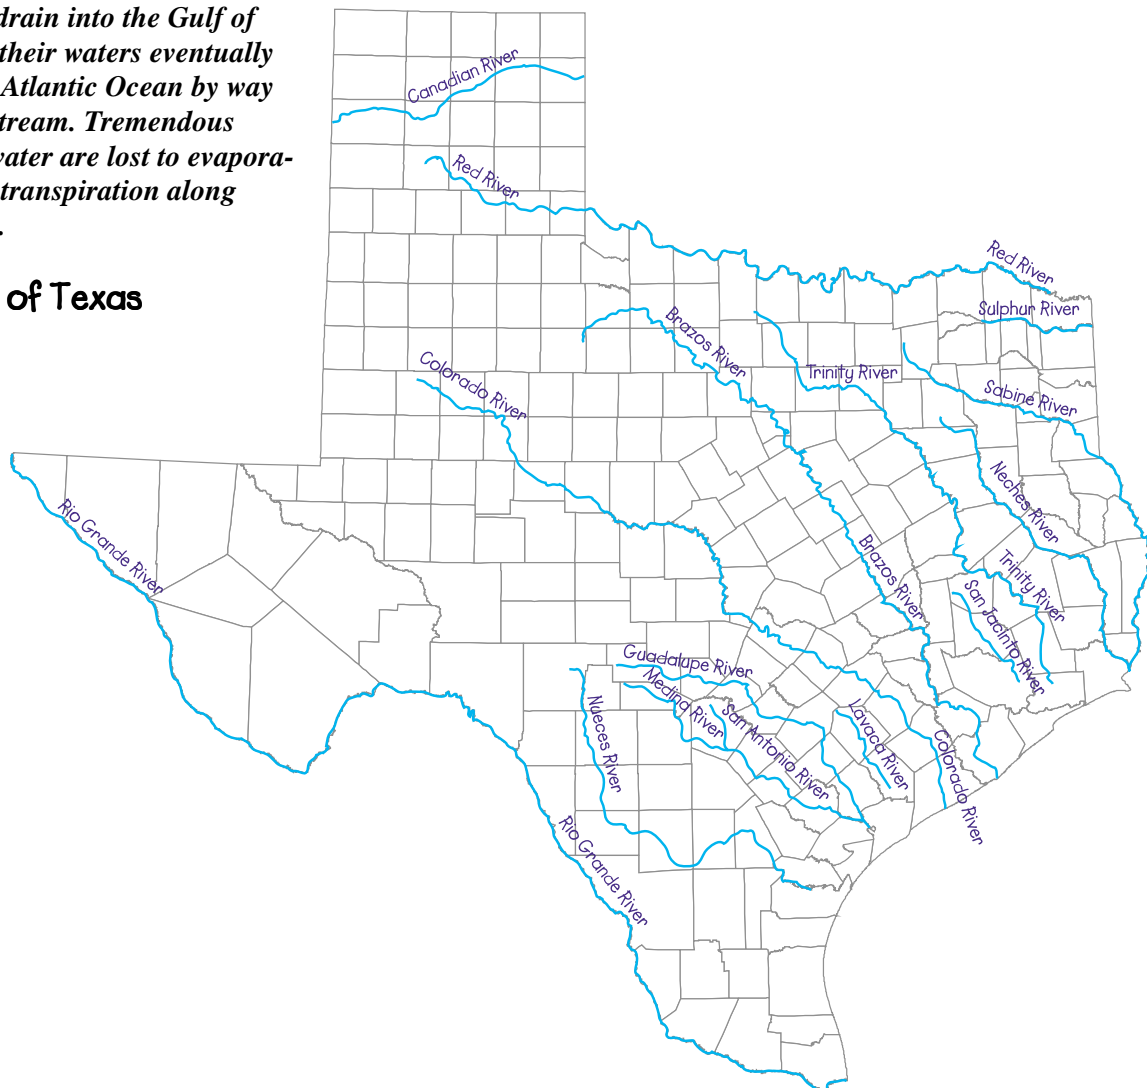 drain into the Gulf of
their waters eventually
Atlantic Ocean by way
tream. Tremendous
vater are lost to evapora-
transpiration along
.
of Texas
Canadian River
Red River
Red River
Sulphur River
Brazos River
Trinity River
Colorado River
Sabine River
Neches River
Rio Grande River
Brazos River
Trinity River
San Jacinto River
Guadalupe River
Medina River
Nueces River
San Antonio River
Lavaca River
Colorado River
Rio Grande River